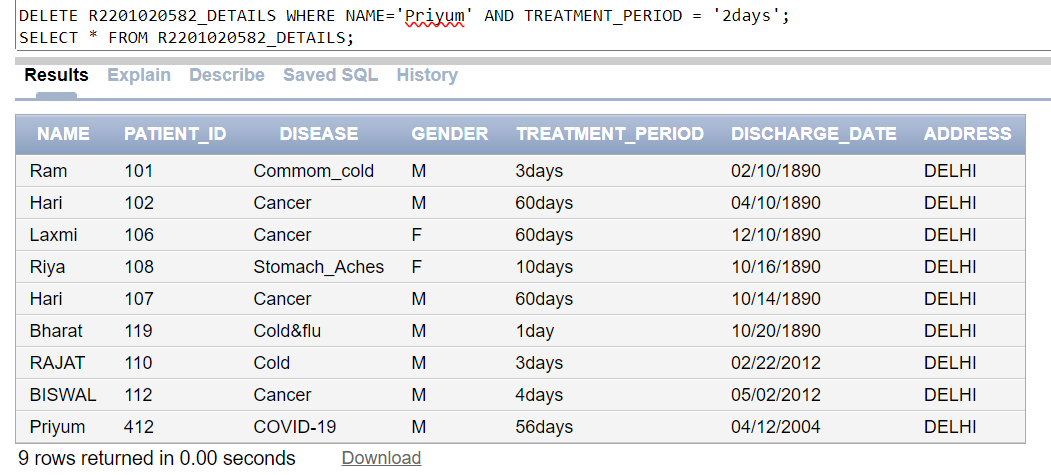 DELETE R2201020582_DETAILS WHERE NAME='Priyum' AND TREATMENT_PERIOD = '2days';
SELECT * FROM R2201020582_DETAILS;
Results Explain Describe Saved SQL History
NAME PATIENT_ID DISEASE GENDER TREATMENT_PERIOD DISCHARGE_DATE ADDRESS
Ram 101 Commom_cold M 3days 02/10/1890 DELHI
Hari 102 Cancer M 60days 04/10/1890 DELHI
Laxmi 106 Cancer F 60days 12/10/1890 DELHI
Riya 108 Stomach_Aches F 10days 10/16/1890 DELHI
Hari 107 Cancer M 60days 10/14/1890 DELHI
Bharat 119 Cold&flu M 1day 10/20/1890 DELHI
RAJAT 110 Cold M 3days 02/22/2012 DELHI
BISWAL 112 Cancer M 4days 05/02/2012 DELHI
Priyum 412 COVID-19 M 56days 04/12/2004 DELHI
9 rows returned in 0.00 seconds Download